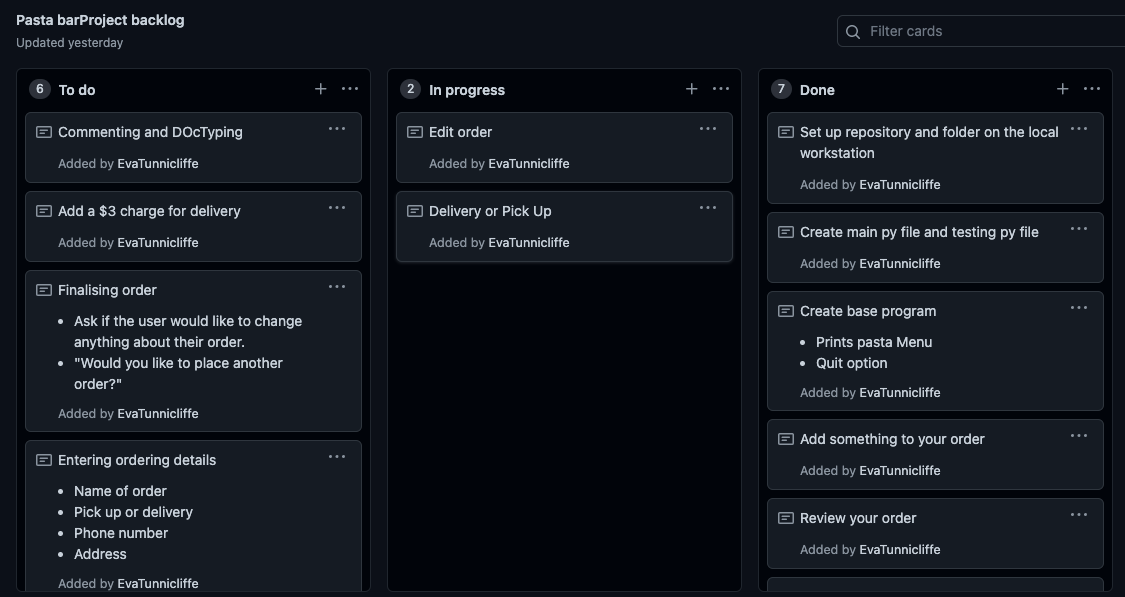 Pasta barProject backlog
Updated yesterday
Filter cards
6 To do
Commenting and DOcTyping
Added by EvaTunnicliffe
Add a $3 charge for delivery
Added by EvaTunnicliffe
Finalising order
Ask if the user would like to change
anything about their order.
"Would you like to place another
order?"
Added by EvaTunnicliffe
Entering ordering details
Name of order
Pick up or delivery
Phone number
Address
Added by EvaTunnicliffe
2 In progress
Edit order
Added by EvaTunnicliffe
Delivery or Pick Up
Added by EvaTunnicliffe
7 Done
Set up repository and folder on the local
workstation
Added by EvaTunnicliffe
Create main py file and testing py file
Added by EvaTunnicliffe
Create base program
Prints pasta Menu
Quit option
Added by EvaTunnicliffe
Add something to your order
Added by EvaTunnicliffe
Review your order
Added by EvaTunnicliffe